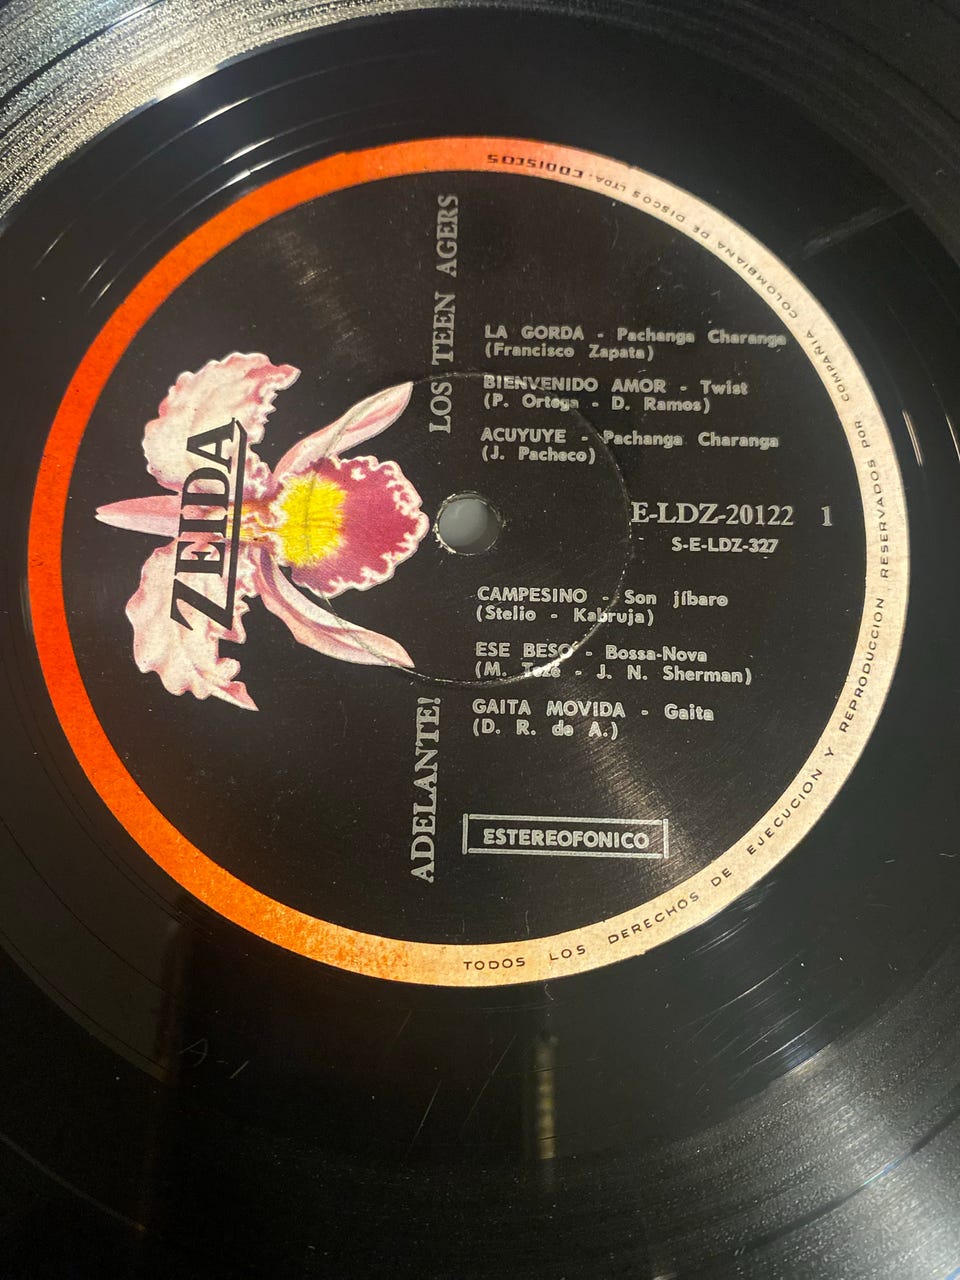 ZEIDA
LOS TEEN AGERS
ADELANTE!
LA GORDA - Pachanga Charanga
(Francisco Zapata)
BIENVENIDO AMOR - Twist
(P. Ortega - D. Ramos)
ACUYUYE - Pachanga Charanga
(J. Pacheco)
E-LDZ-20122 1
S-E-LDZ-327
CAMPESINO - Son jíbaro
(Stelio - Kabruja)
ESE BESO - Bossa-Nova
(M. - J. N. Sherman)
GAITA MOVIDA - Gaita
(D. R. de A.)
ESTEREOFONICO
TODOS LOS DERECHOS DE EJECUCION Y REPRODUCCION RESERVADOS POR: COMPAÑIA COLOMBIANA DE DISCOS LTDA. CODISCOS
A-1